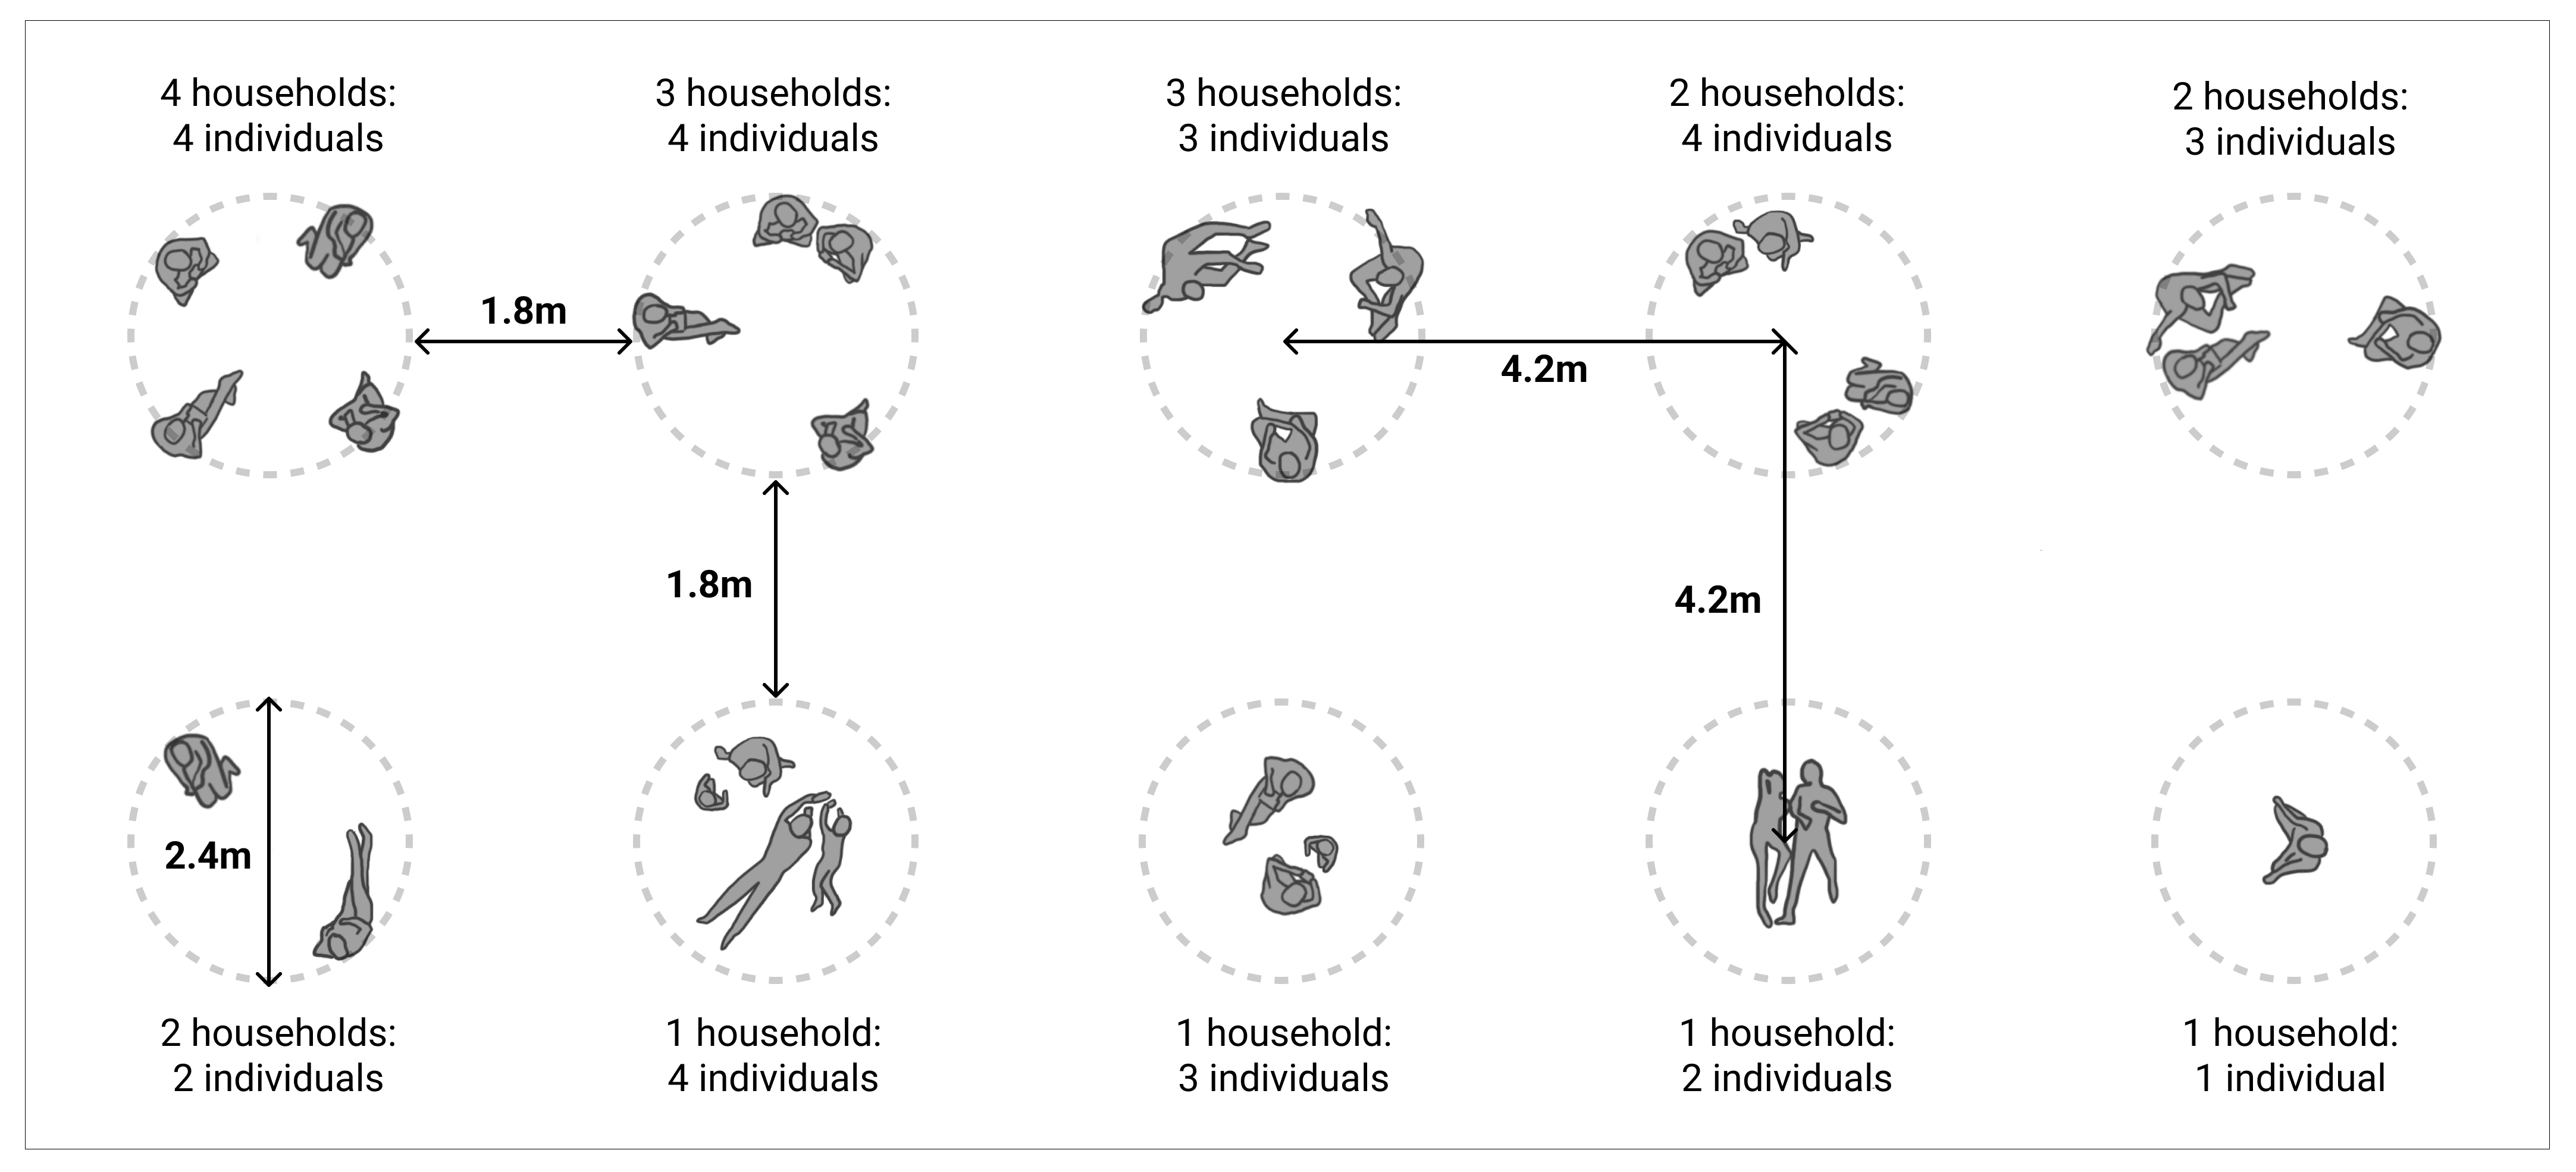 4 households:
4 individuals
3 households:
4 individuals
3 households:
3 individuals
2 households:
4 individuals
2 households:
3 individuals
1.8m
4.2m
1.8m
4.2m
2.4m
2 households:
2 individuals
1 household:
4 individuals
1 household:
3 individuals
1 household:
2 individuals
1 household:
1 individual